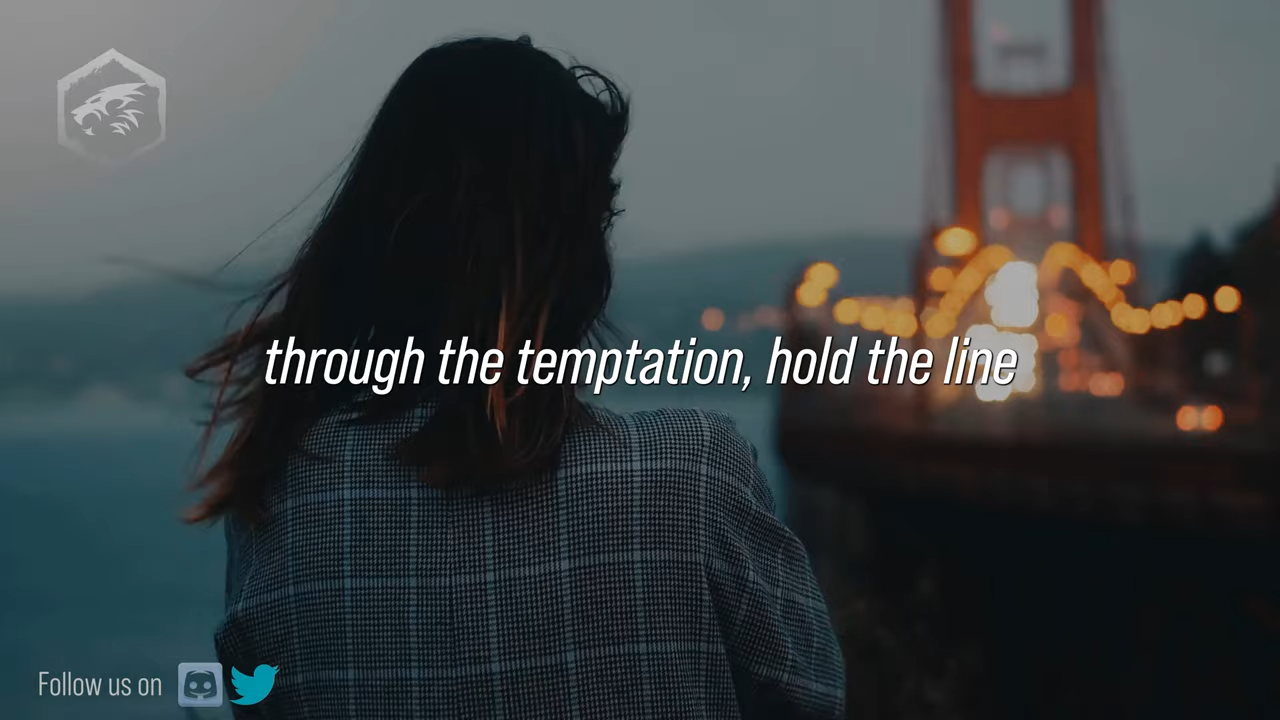 through the temptation, hold the line
Follow us on